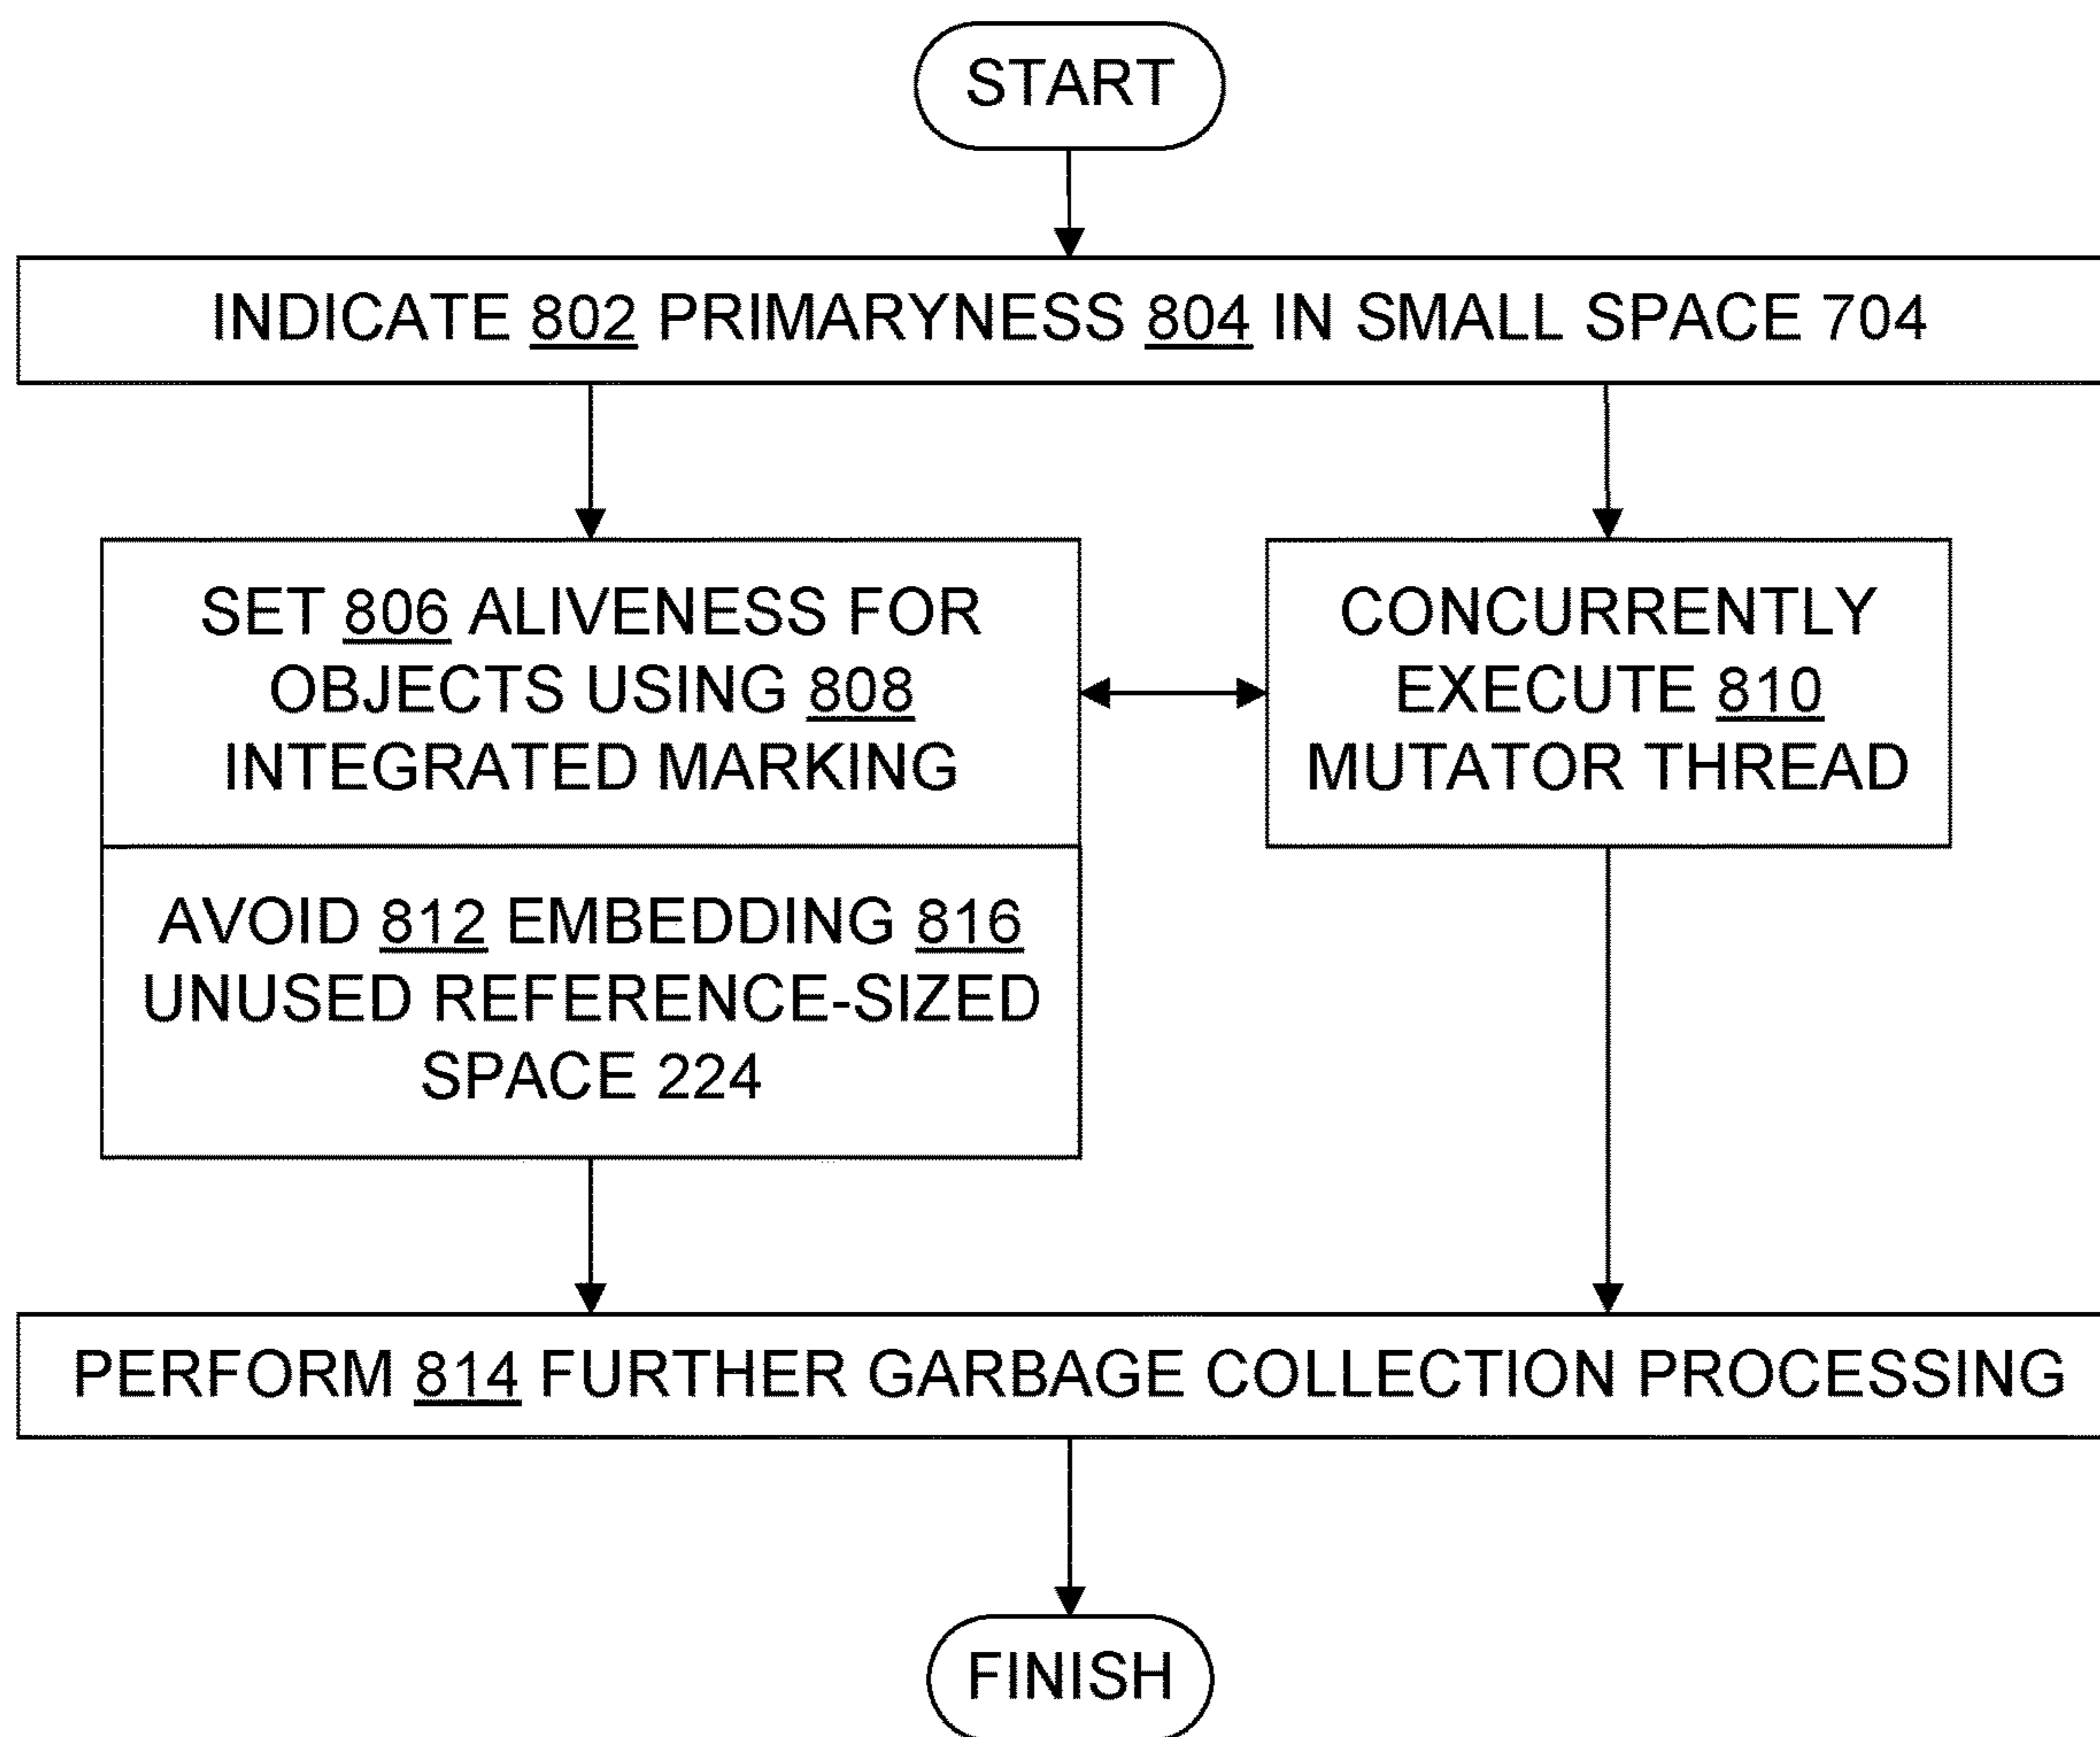 START
INDICATE 802 PRIMARYNESS 804 IN SMALL SPACE 704
SET 806 ALIVENESS FOR
OBJECTS USING 808
INTEGRATED MARKING
CONCURRENTLY
EXECUTE 810
MUTATOR THREAD
AVOID 812 EMBEDDING 816
UNUSED REFERENCE-SIZED
SPACE 224
PERFORM 814 FURTHER GARBAGE COLLECTION PROCESSING
FINISH